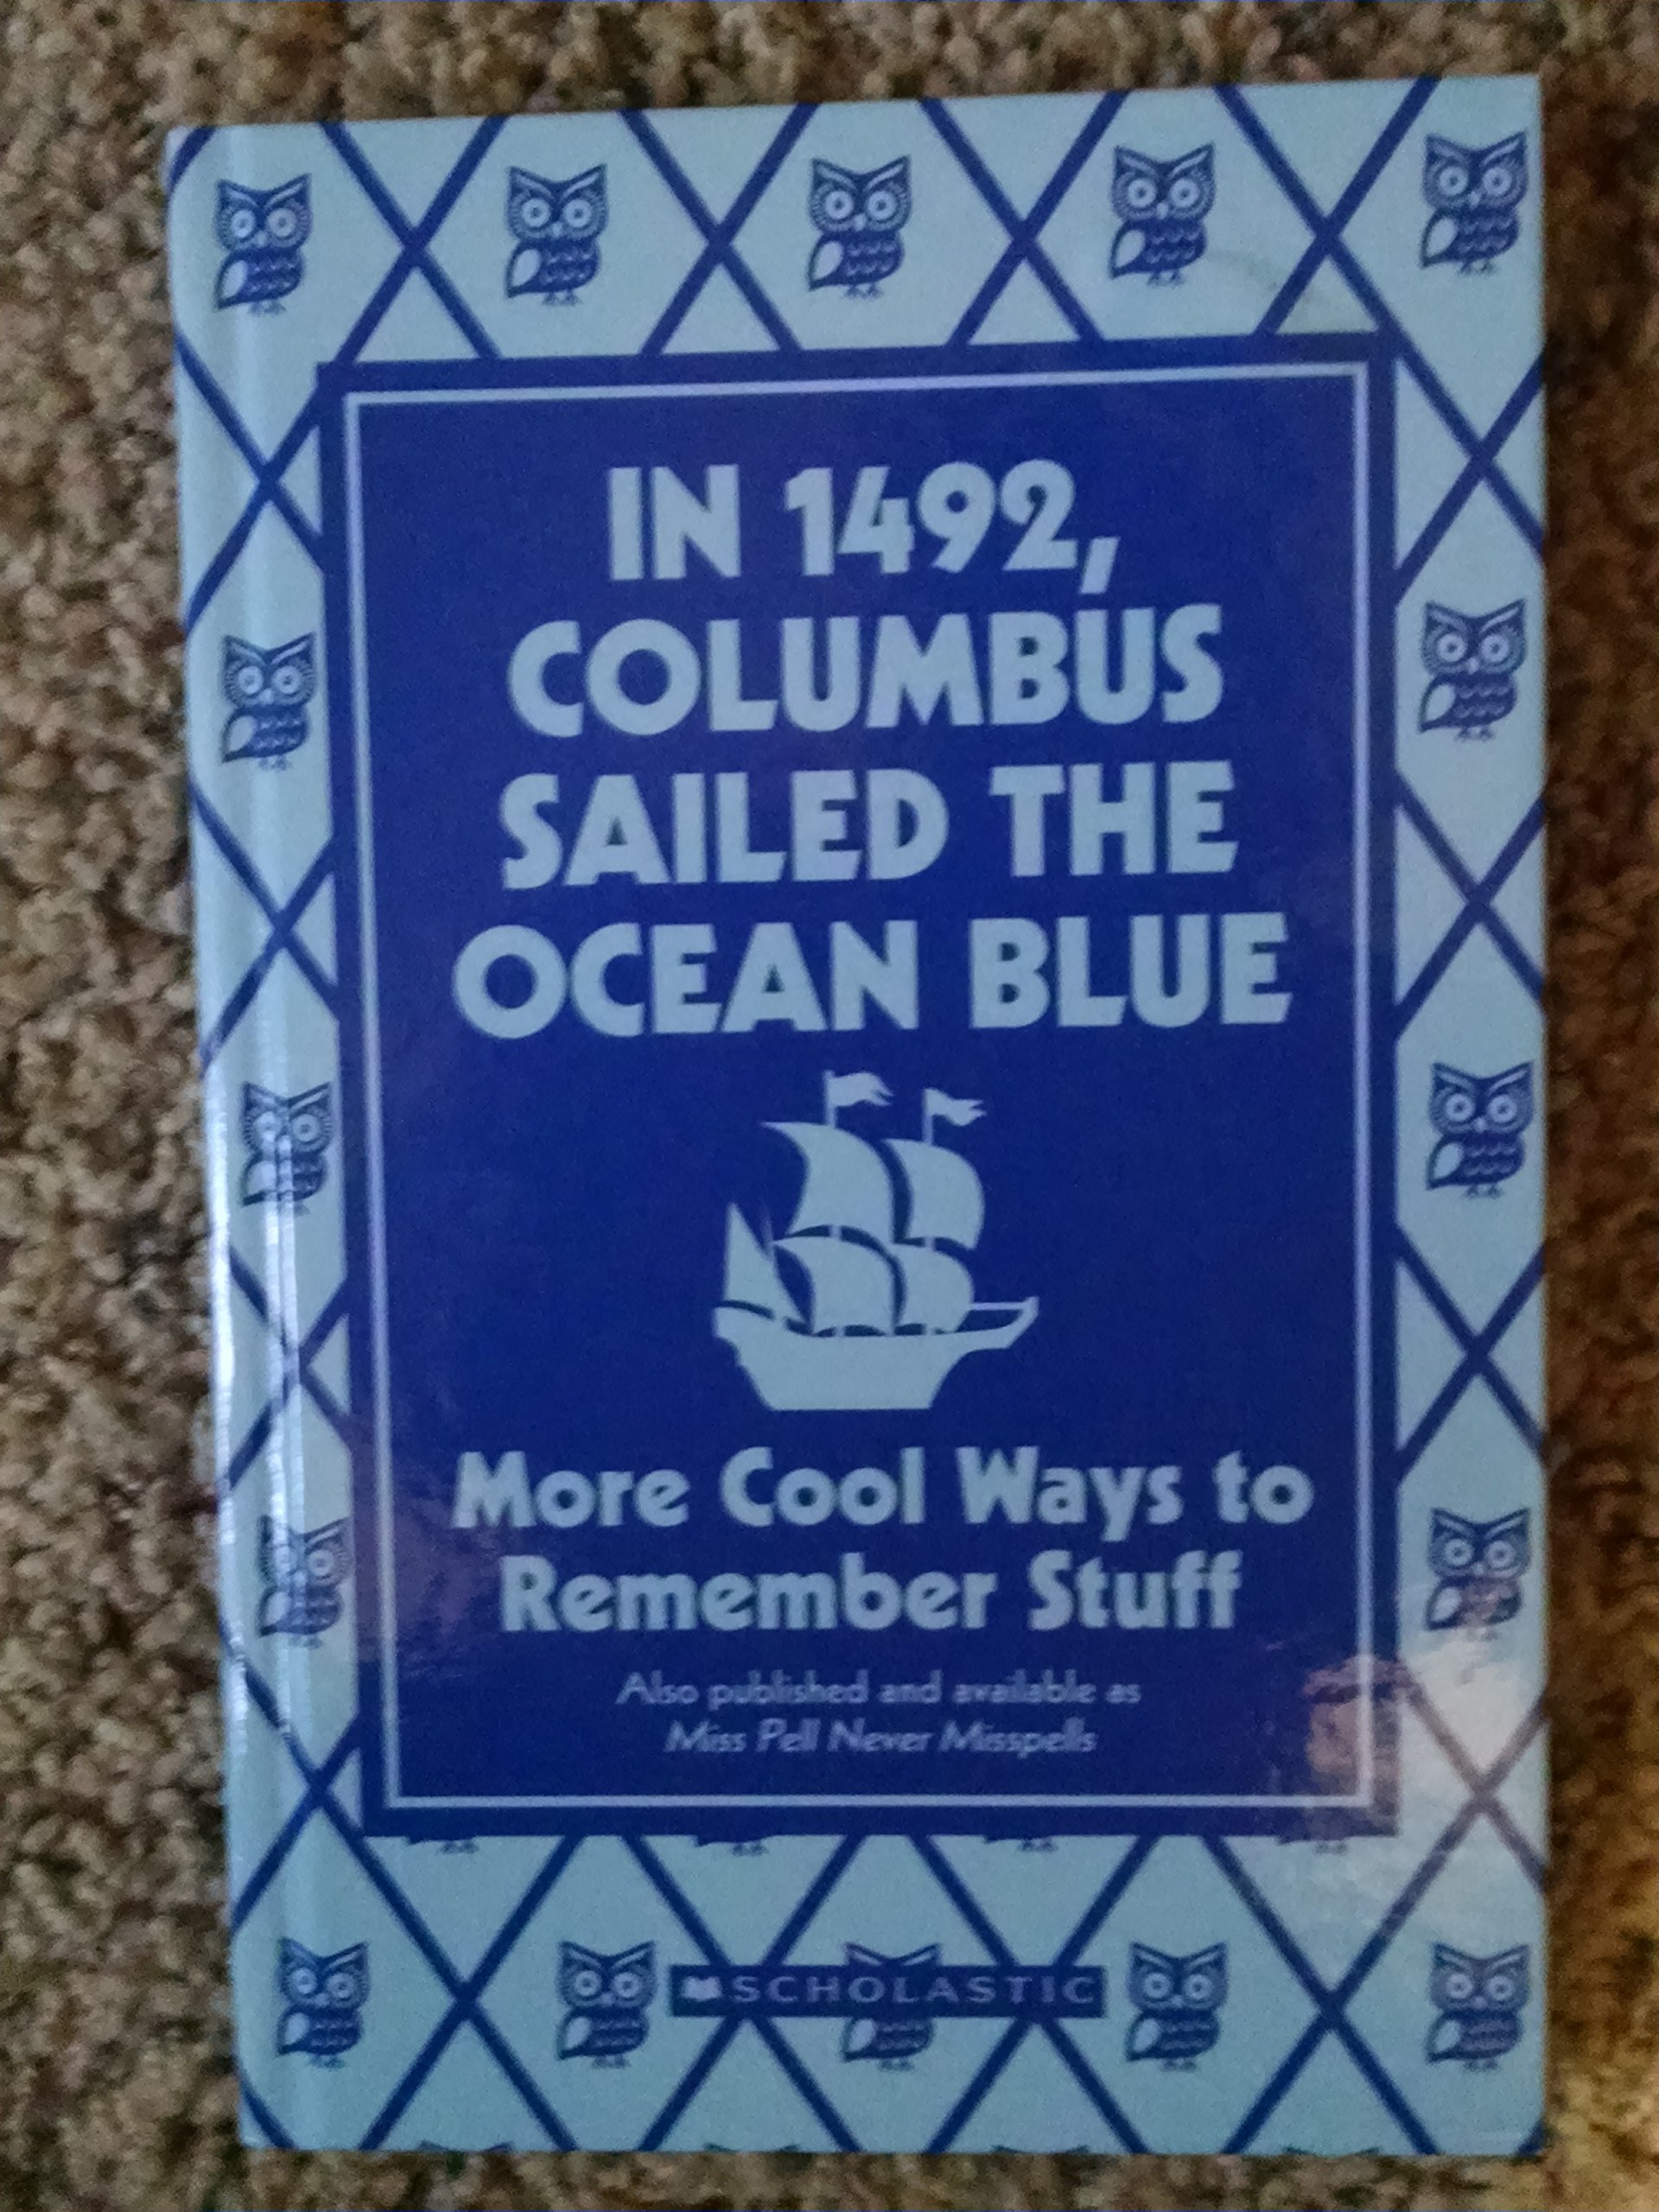 IN 1492,
COLUMBUS
SAILED THE
OCEAN BLUE
More Cool Ways to
Remember Stuff
Also published and available as
Miss Pell Never Misspells
SCHOLASTIC